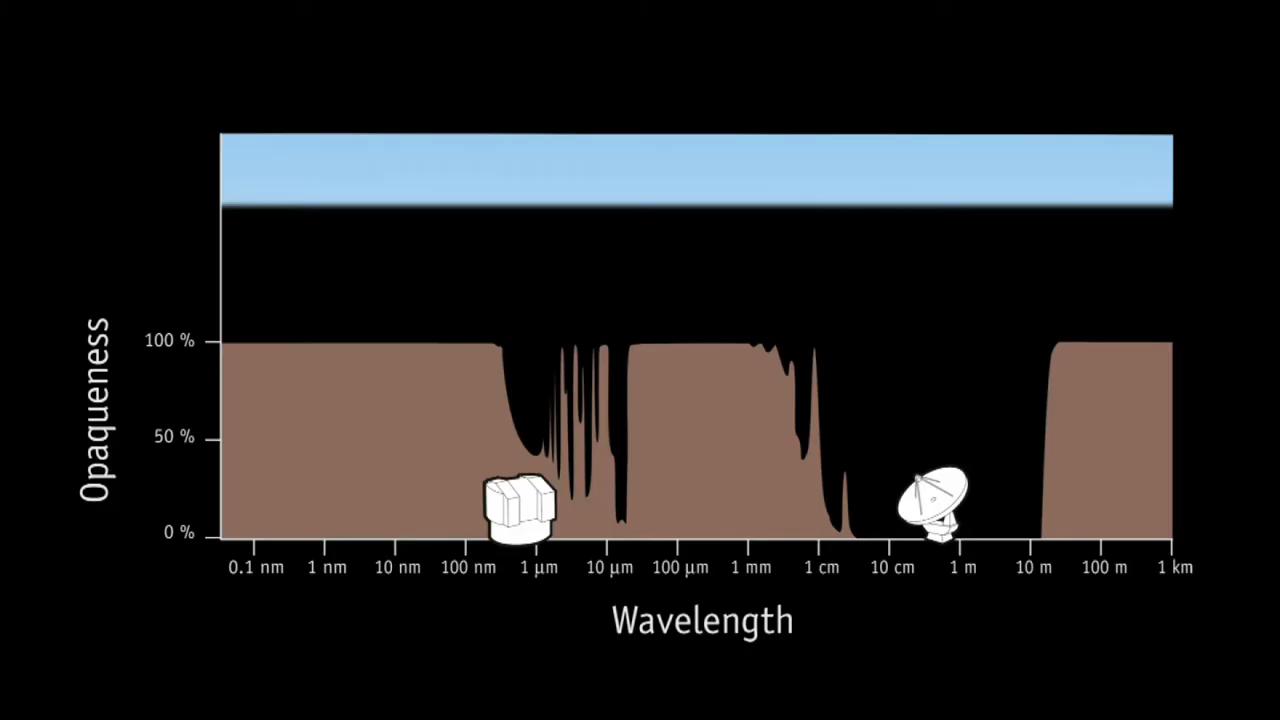 Opaqueness
100 %
50 %
0 %
0.1 nm 1 nm 10 nm 100 nm 1 µm 10 µm 100 µm 1 mm 1 cm 10 cm 1 m 10 m 100 m 1 km
Wavelength